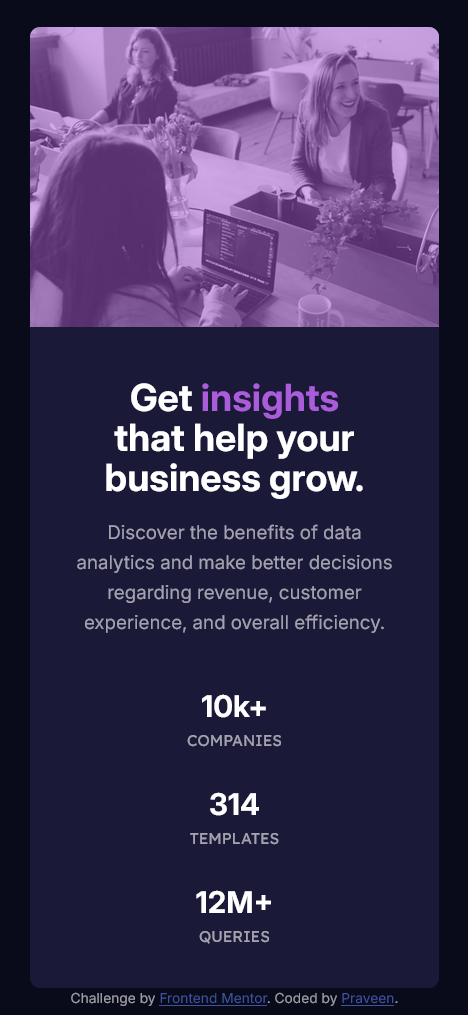 Get insights
that help your
business grow.
Discover the benefits of data
analytics and make better decisions
regarding revenue, customer
experience, and overall efficiency.
10k+
COMPANIES
314
TEMPLATES
12M+
QUERIES
Challenge by Frontend Mentor. Coded by Praveen.